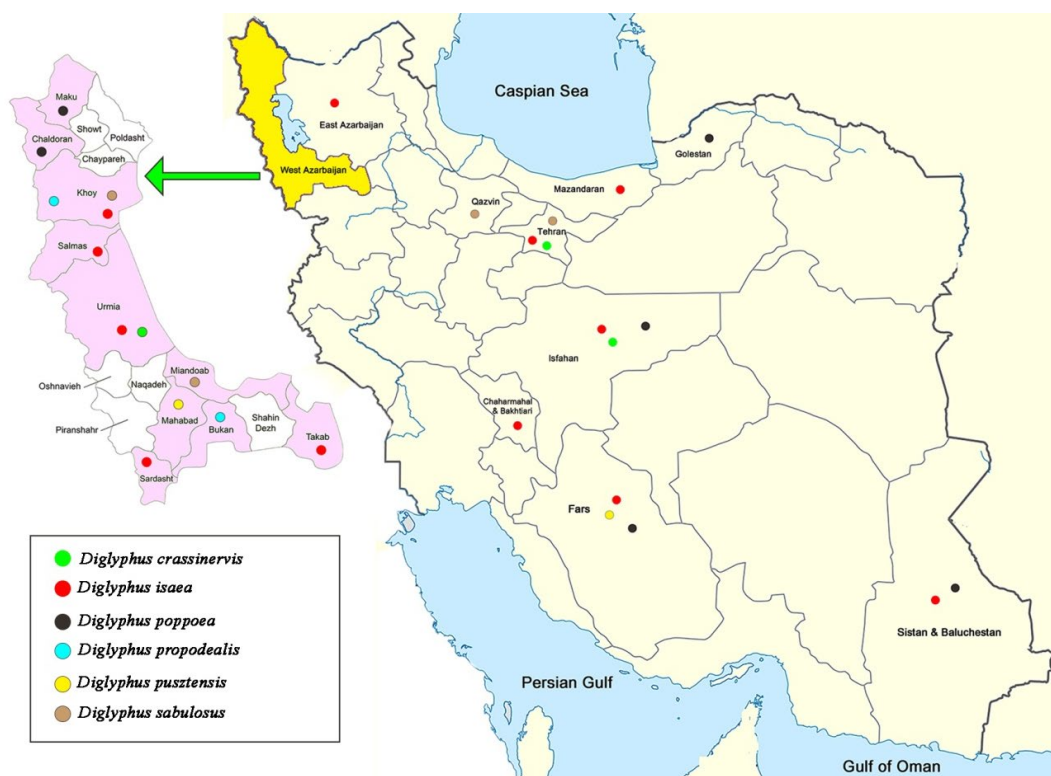 Maku
Showt
Poldasht
Chaldoran
Chaypareh
Khoy
Salmas
Urmia
Oshnavieh
Naqadeh
Miandoab
Piranshahr
Mahabad
Bukan
Shahin
Dezh
Takab
Sardasht
Caspian Sea
East Azarbaijan
West Azarbaijan
Golestan
Mazandaran
Qazvin
Tehran
Isfahan
Chaharmahal
& Bakhtiari
Fars
Sistan & Baluchestan
Persian Gulf
Gulf of Oman
Diglyphus crassinervis
Diglyphus isaea
Diglyphus poppoea
Diglyphus propodealis
Diglyphus pusztensis
Diglyphus sabulosus